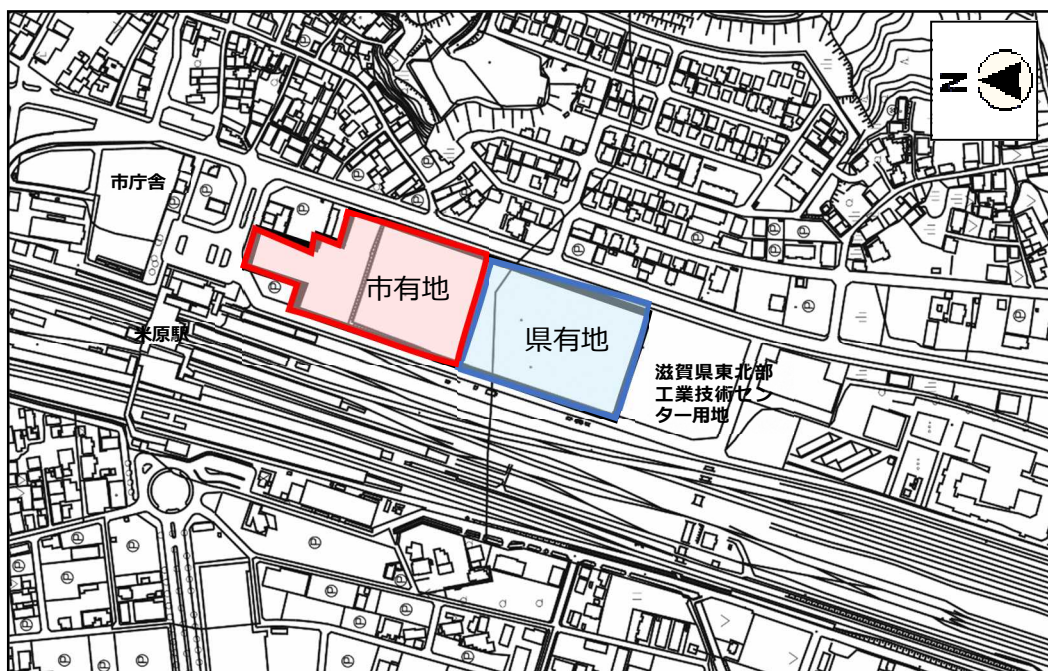 N
市庁舎
市有地
米原駅
県有地
滋賀県東北部
工業技術セン
ター用地